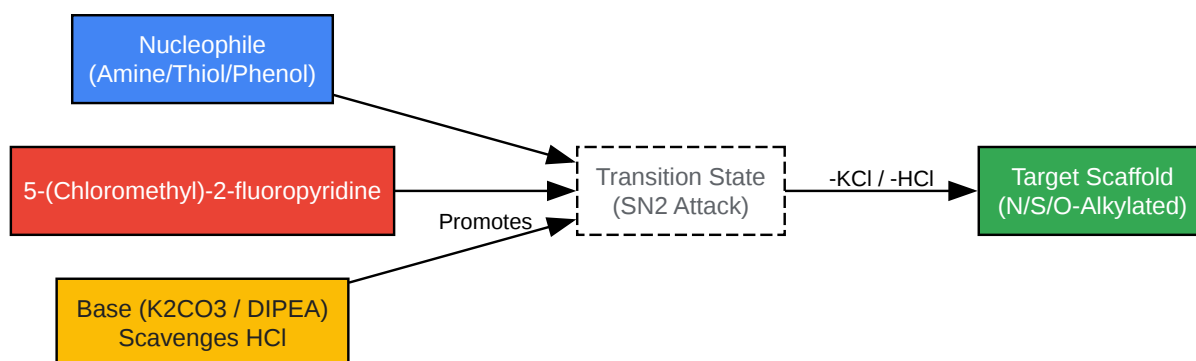 Nucleophile
(Amine/Thiol/Phenol)
5-(Chloromethyl)-2-fluoropyridine
Promotes
Base (K2CO3 / DIPEA)
Scavenges HCl
Transition State
(SN2 Attack)
-KCl / -HCl
Target Scaffold
(N/S/O-Alkylated)